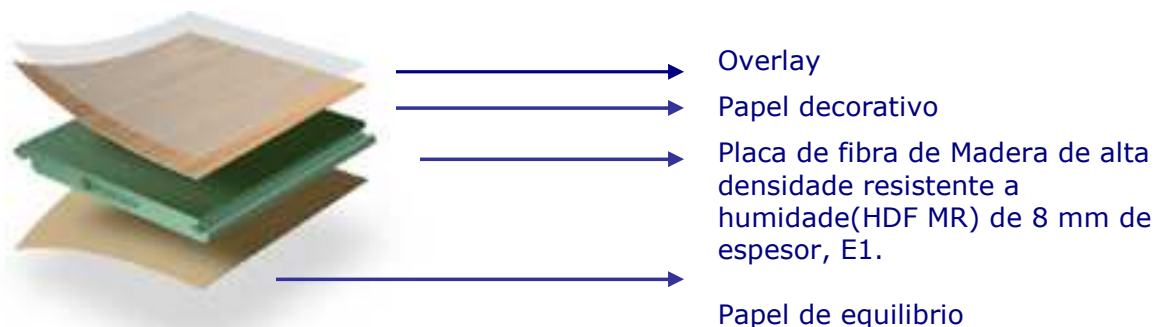 Overlay
Papel decorativo
Placa de fibra de Madera de alta
densidade resistente a
humidade(HDF MR) de 8 mm de
espesor, E1.
Papel de equilibrio